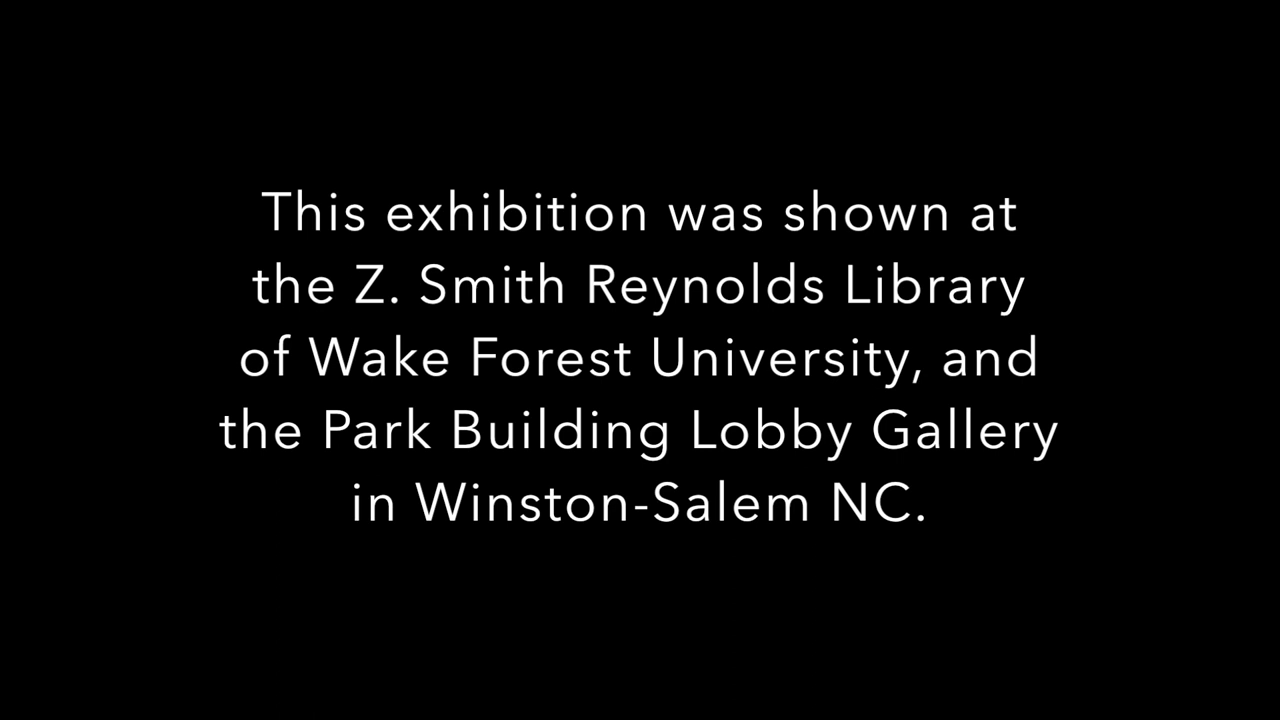 This exhibition was shown at
the Z. Smith Reynolds Library
of Wake Forest University, and
the Park Building Lobby Gallery
in Winston-Salem NC.